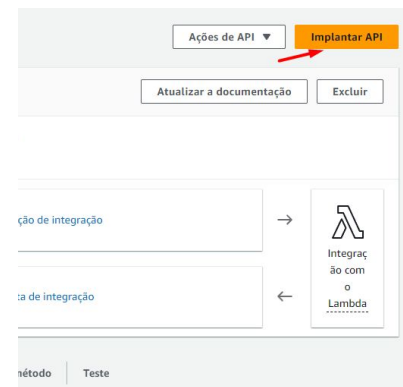 Ações de API ▼
Implantar API
Atualizar a documentação
Excluir
ção de integração
Integraç
ão com
o
Lambda
ta de integração
método
Teste